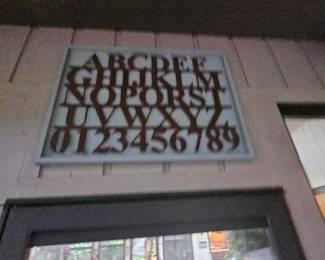 ABCDEF
GHIJKLM
NOPQRST
UVWXYZ
0123456789